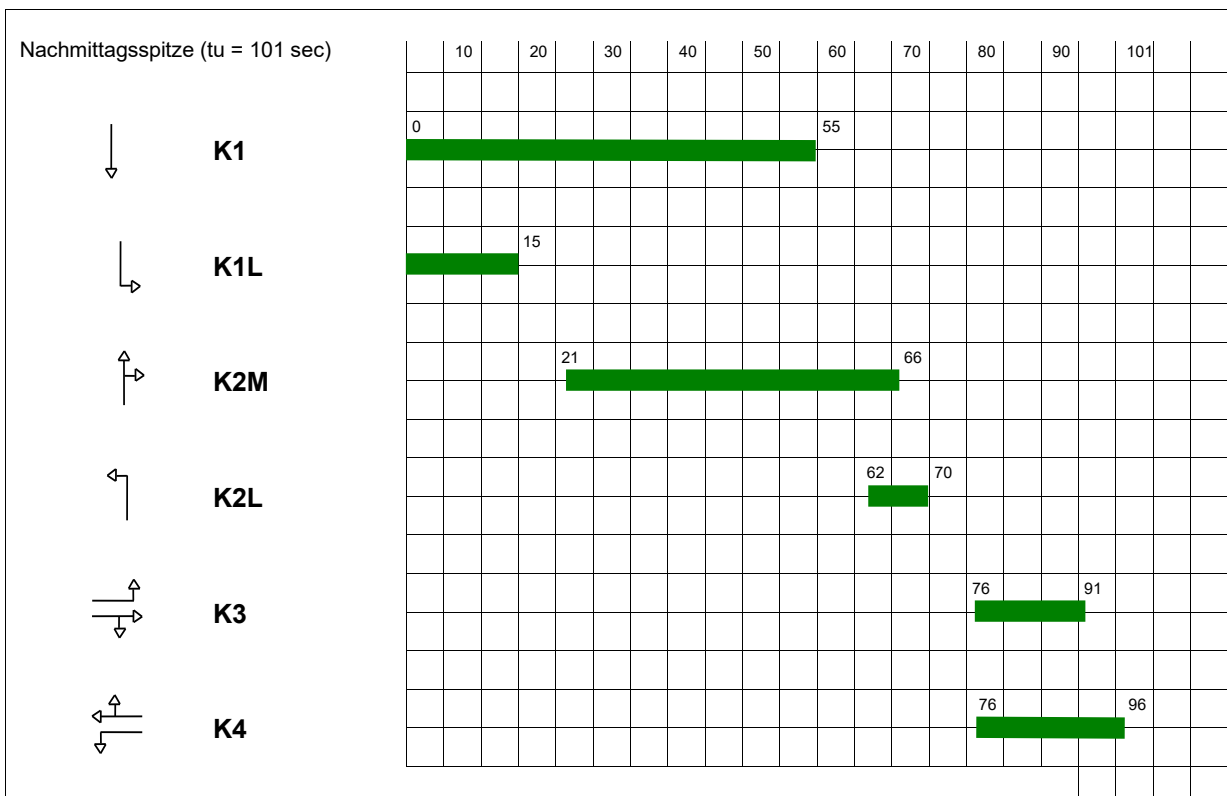 Nachmittagsspitze (tu = 101 sec) 10 20 30 40 50 60 70 80 90 101
0 55
K1
15
K1L
21 66
K2M
62 70
K2L
76 91
K3
76 96
K4